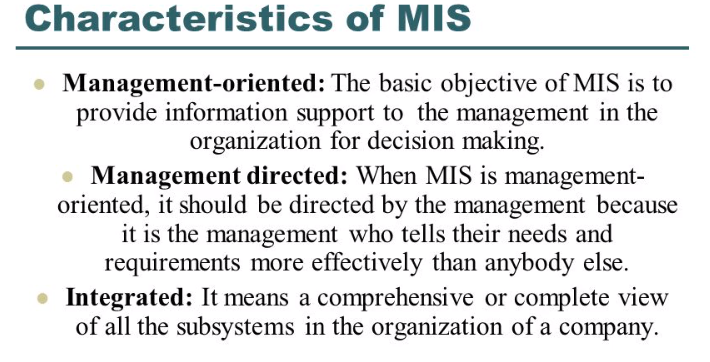 Characteristics of MIS
Management-oriented: The basic objective of MIS is to
provide information support to the management in the
organization for decision making.
Management directed: When MIS is management-
oriented, it should be directed by the management because
it is the management who tells their needs and
requirements more effectively than anybody else.
Integrated: It means a comprehensive or complete view
of all the subsystems in the organization of a company.